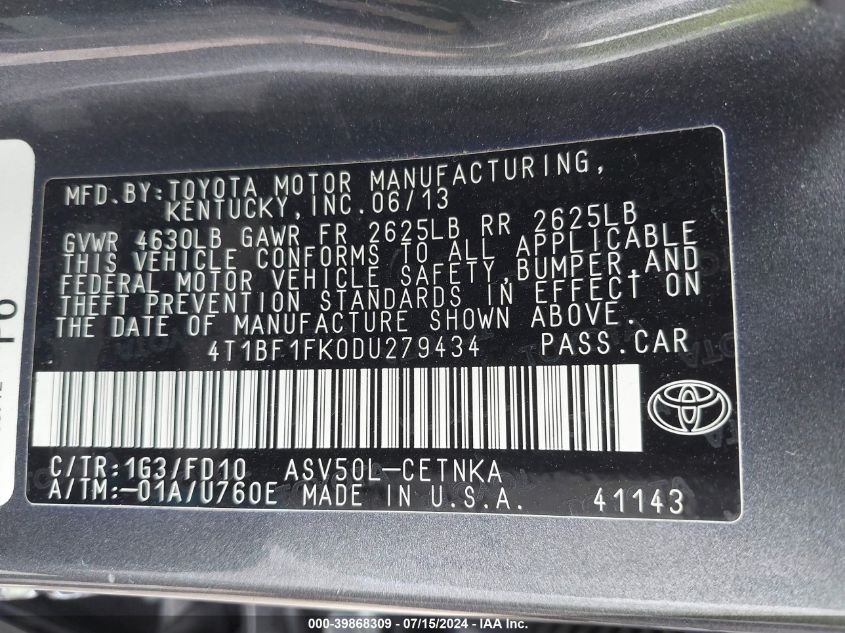 MFD. BY: TOYOTA MOTOR MANUFACTURING,
KENTUCKY, INC. 06/13
GVWR 4630LB GAWR FR 2625LB RR 2625LB
THIS VEHICLE CONFORMS TO ALL APPLICABLE
FEDERAL MOTOR VEHICLE SAFETY, BUMPER, AND
THEFT PREVENTION STANDARDS IN EFFECT ON
THE DATE OF MANUFACTURE SHOWN ABOVE.
4T1BF1FK0DU279434 PASS.CAR
C/TR:1G3/FD10 ASV50L-CETNKA
A/TM:-01A/U760E MADE IN U.S.A. 41143
000-39868309 - 07/15/2024 - IAA Inc.